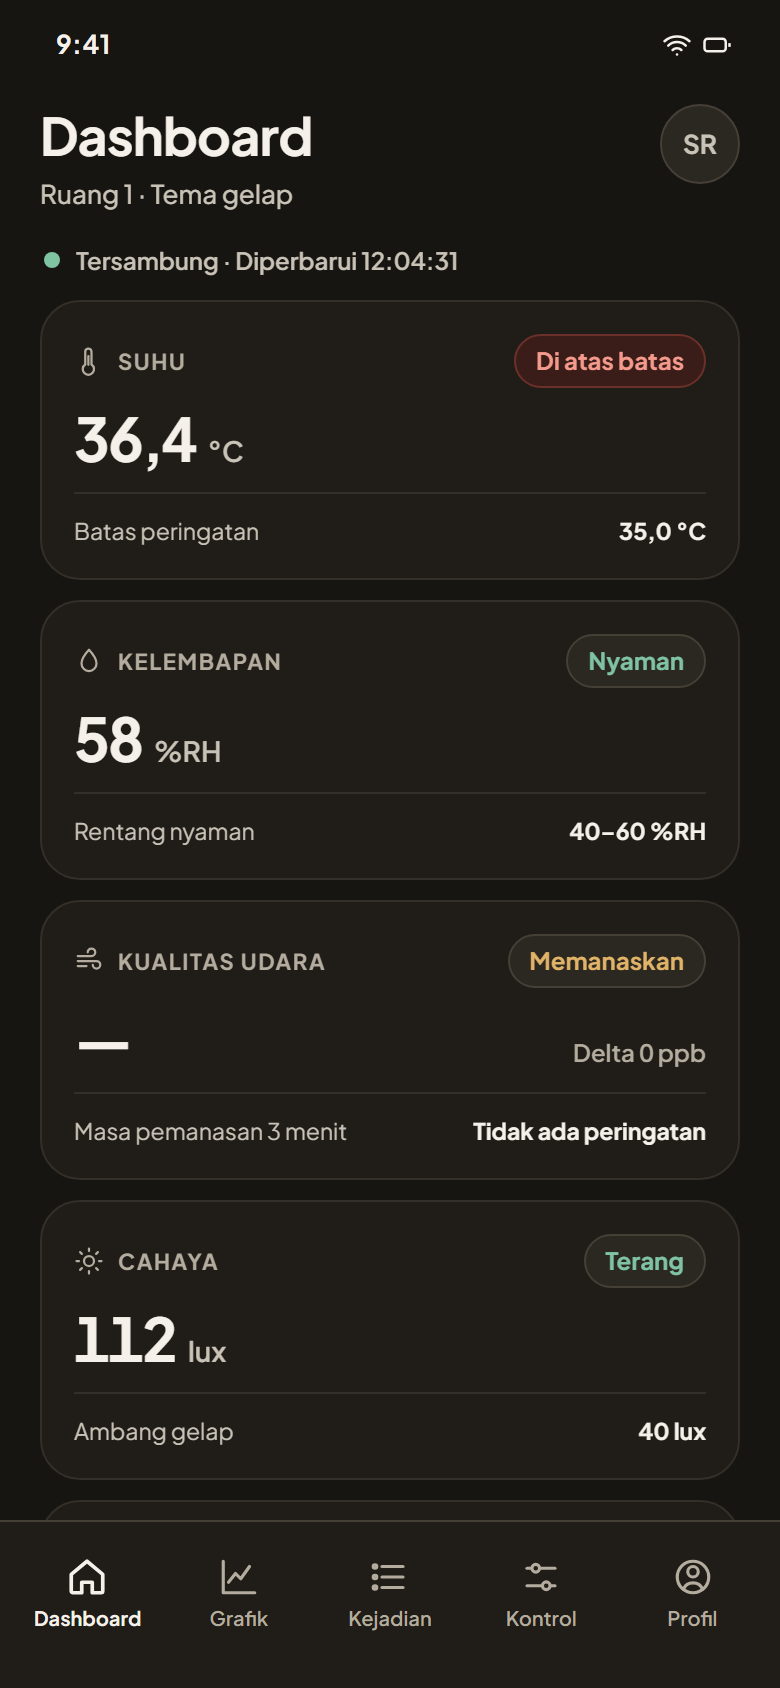 9:41
Dashboard
SR
Ruang 1 · Tema gelap
Tersambung · Diperbarui 12:04:31
SUHU
Di atas batas
36,4 °C
Batas peringatan
35,0 °C
KELEMBAPAN
Nyaman
58 %RH
Rentang nyaman
40–60 %RH
KUALITAS UDARA
Memanaskan
—
Delta 0 ppb
Masa pemanasan 3 menit
Tidak ada peringatan
CAHAYA
Terang
112 lux
Ambang gelap
40 lux
Dashboard
Grafik
Kejadian
Kontrol
Profil